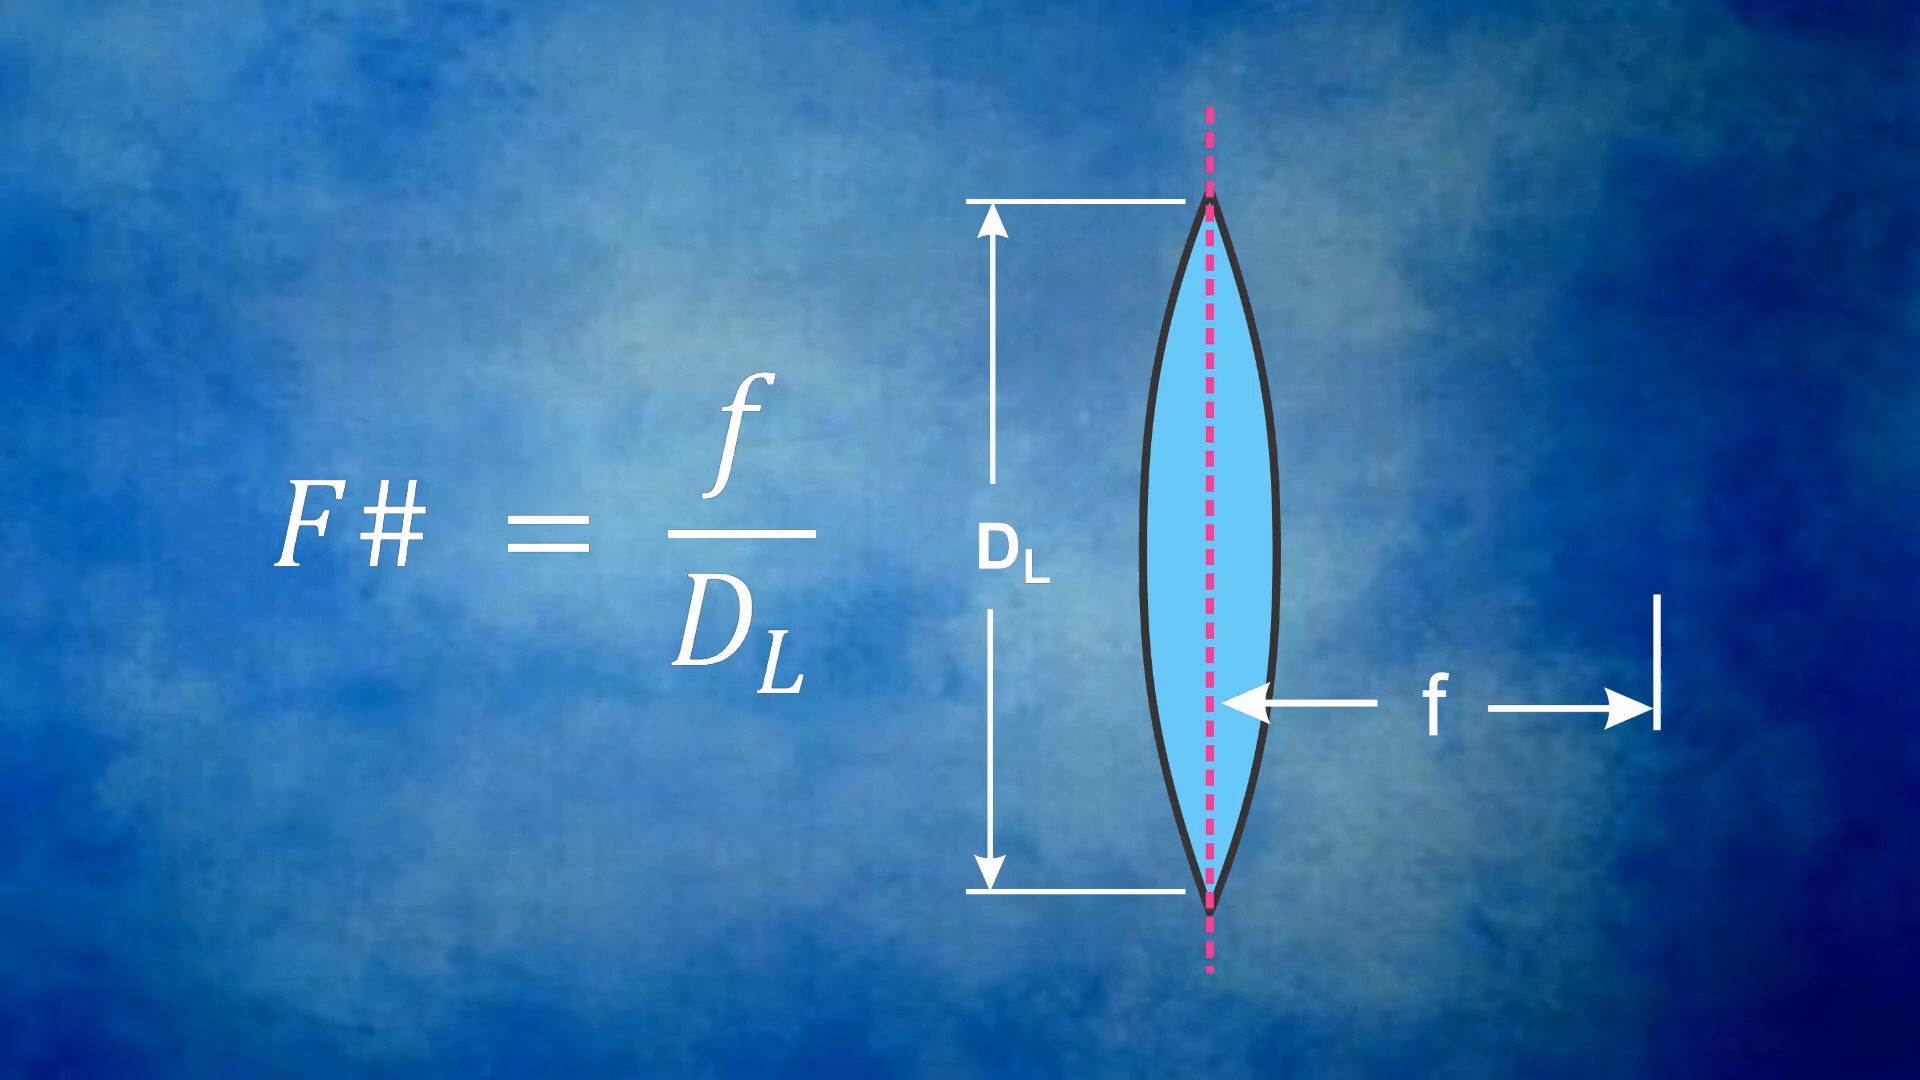 F# = f / D_L
D_L
f